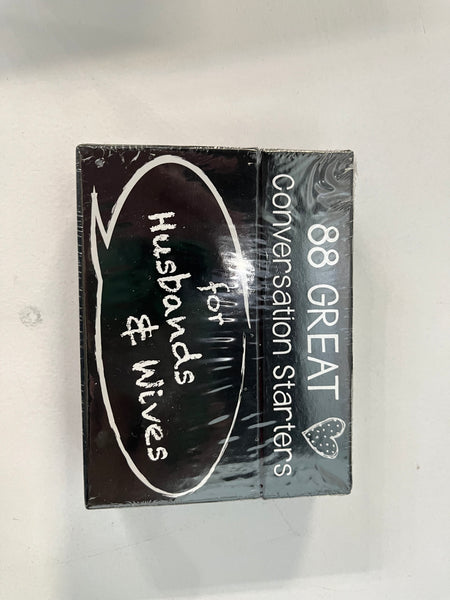 88 GREAT
Conversation Starters
for
Husbands
& Wives